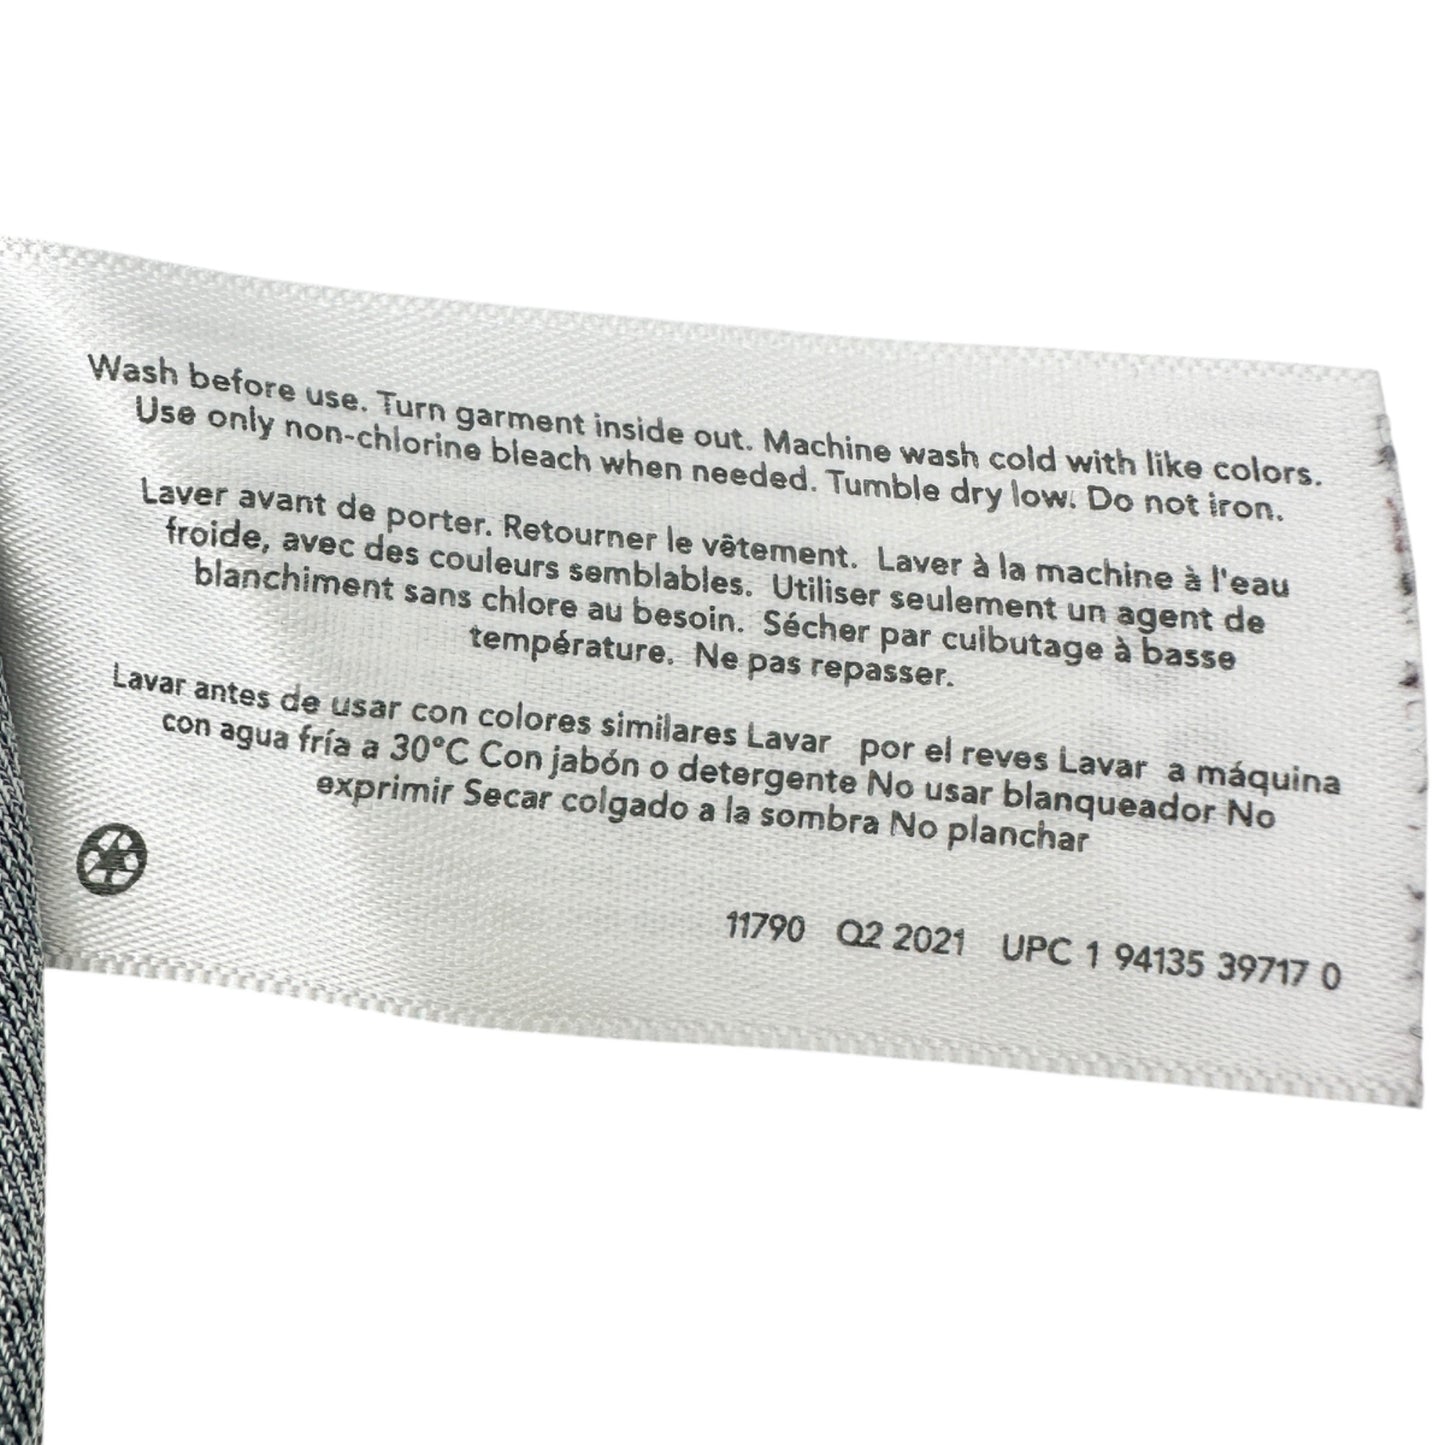 Wash before use. Turn garment inside out. Machine wash cold with like colors.
Use only non-chlorine bleach when needed. Tumble dry low. Do not iron.
Laver avant de porter. Retourner le vêtement. Laver à la machine à l'eau
froide, avec des couleurs semblables. Utiliser seulement un agent de
blanchiment sans chlore au besoin. Sécher par culbutage à basse
température. Ne pas repasser.
Lavar antes de usar con colores similares Lavar por el reves Lavar a máquina
con agua fría a 30°C Con jabón o detergente No usar blanqueador No
exprimir Secar colgado a la sombra No planchar
11790 Q2 2021 UPC 1 94135 39717 0